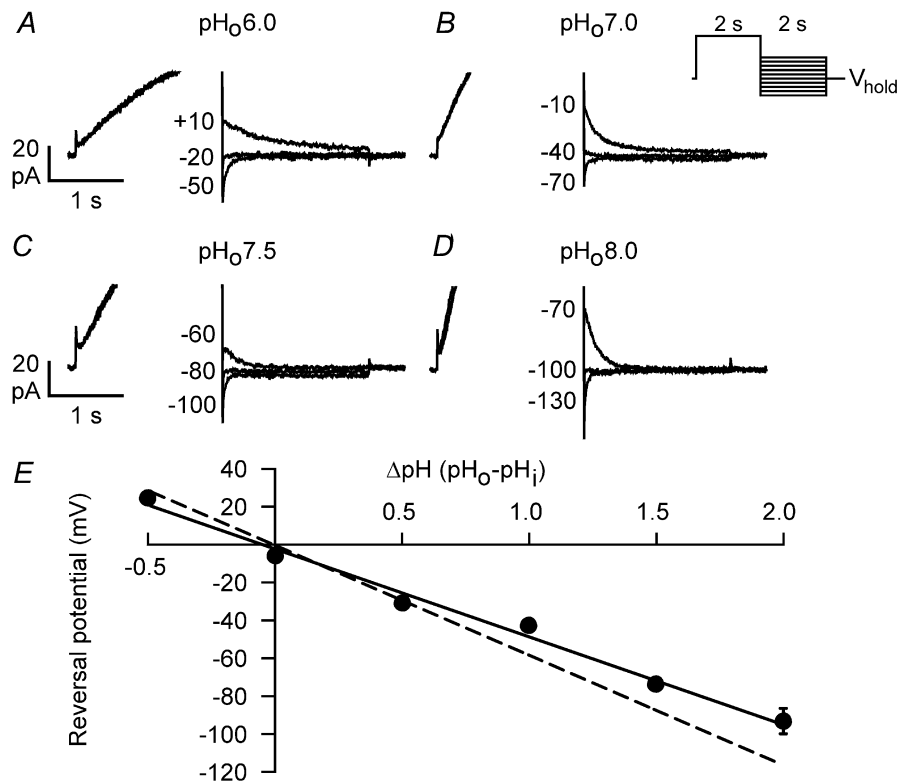 A pHo6.0 B pHo7.0 2 s 2 s
Vhold
+10 -10
20 pA -20 -40
-50 -70
1 s
C pHo7.5 D pHo8.0
-60 -70
20 pA -80 -100
-100 -130
1 s
E 40 ΔpH (pHo-pHi)
20 0.5 1.0 1.5 2.0
-0.5
-20
-40
-60
-80
-100
-120
Reversal potential (mV)